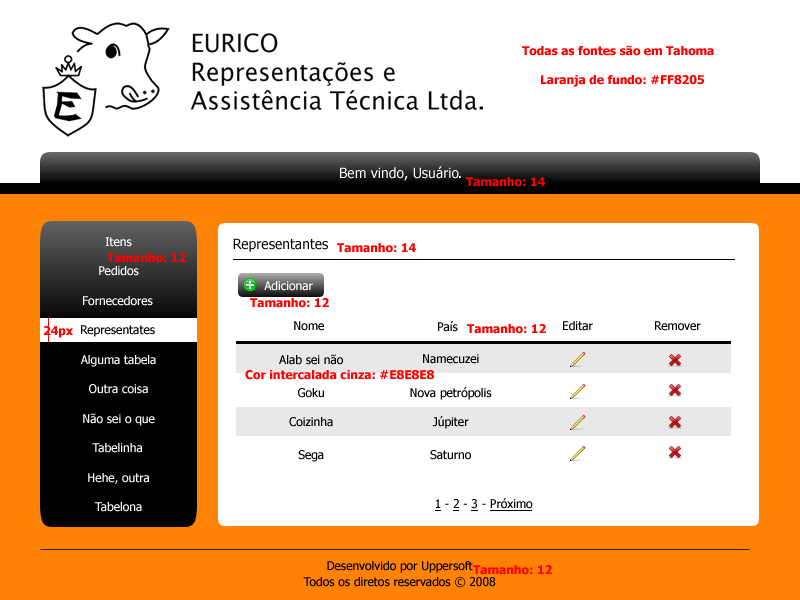 E
EURICO
Representações e
Assistência Técnica Ltda.
Todas as fontes são em Tahoma
Laranja de fundo: #FF8205
Bem vindo, Usuário.
Tamanho: 14
Itens
Tamanho: 12
Pedidos
Fornecedores
24px Representates
Alguma tabela
Outra coisa
Não sei o que
Tabelinha
Hehe, outra
Tabelona
Representantes Tamanho: 14
Adicionar
Tamanho: 12
Nome País Tamanho: 12 Editar Remover
Alab sei não Namecuzei
Cor intercalada cinza: #E8E8E8
Goku Nova petrópolis
Coizinha Júpiter
Sega Saturno
1 - 2 - 3 - Próximo
Desenvolvido por Uppersoft Tamanho: 12
Todos os diretos reservados © 2008